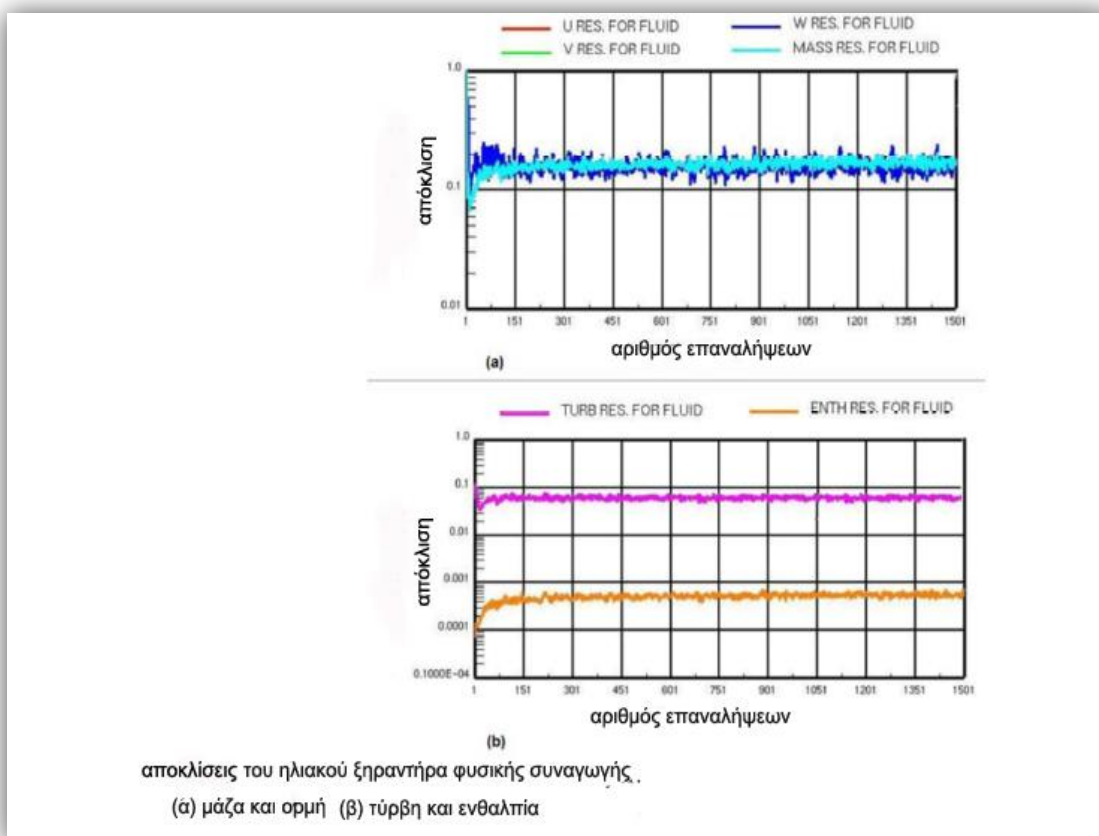 U RES. FOR FLUID W RES. FOR FLUID
V RES. FOR FLUID MASS RES. FOR FLUID
1.0
0.1
0.01
απόκλιση
1 151 301 451 601 751 901 1051 1201 1351 1501
αριθμός επαναλήψεων
(a)
TURB RES. FOR FLUID ENTH RES. FOR FLUID
1.0
0.1
0.01
0.001
0.0001
0.1000E-04
απόκλιση
1 151 301 451 601 751 901 1051 1201 1351 1501
αριθμός επαναλήψεων
(b)
αποκλίσεις του ηλιακού ξηραντήρα φυσικής συναγωγής.
(ά) μάζα και ορμή (β) τύρβη και ενθαλπία